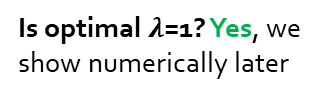 Is optimal λ=1? Yes, we
show numerically later